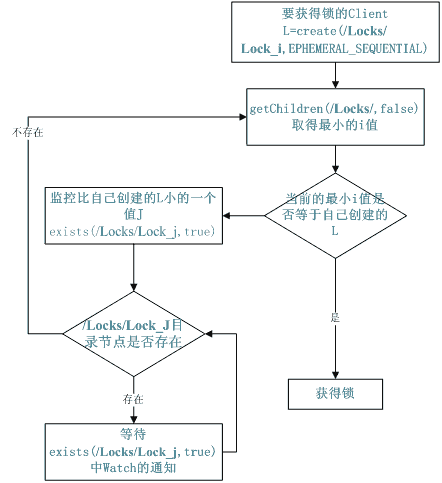 要获得锁的Client
L=create(/Locks/
Lock_i,EPHEMERAL_SEQUENTIAL)
getChildren(/Locks/,false)
取得最小的i值
不存在
当前的最小i值是
否等于自己创建的
L
监控比自己创建的L小的一个
值J
exists(/Locks/Lock_j,true)
/Locks/Lock_J目
录节点是否存在
是
存在
获得锁
等待
exists(/Locks/Lock_j,true)
中Watch的通知